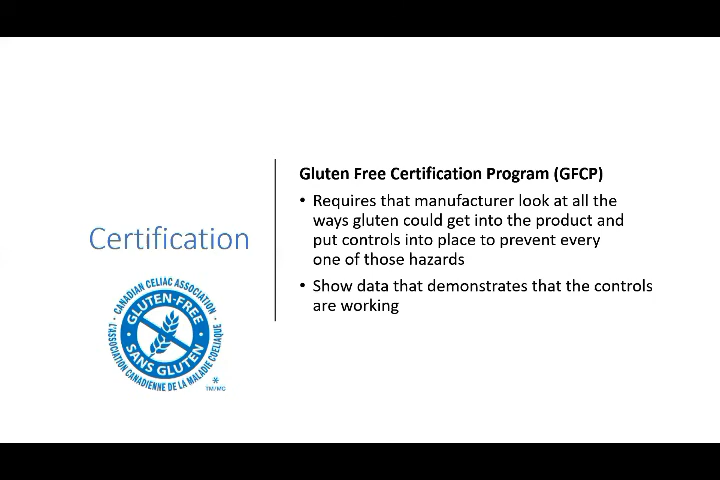 Certification
CANADIAN CELIAC ASSOCIATION
GLUTEN-FREE
SANS GLUTEN
L'ASSOCIATION CANADIENNE DE LA MALADIE COELIAQUE
*
TM/MC
Gluten Free Certification Program (GFCP)
• Requires that manufacturer look at all the
ways gluten could get into the product and
put controls into place to prevent every
one of those hazards
• Show data that demonstrates that the controls
are working